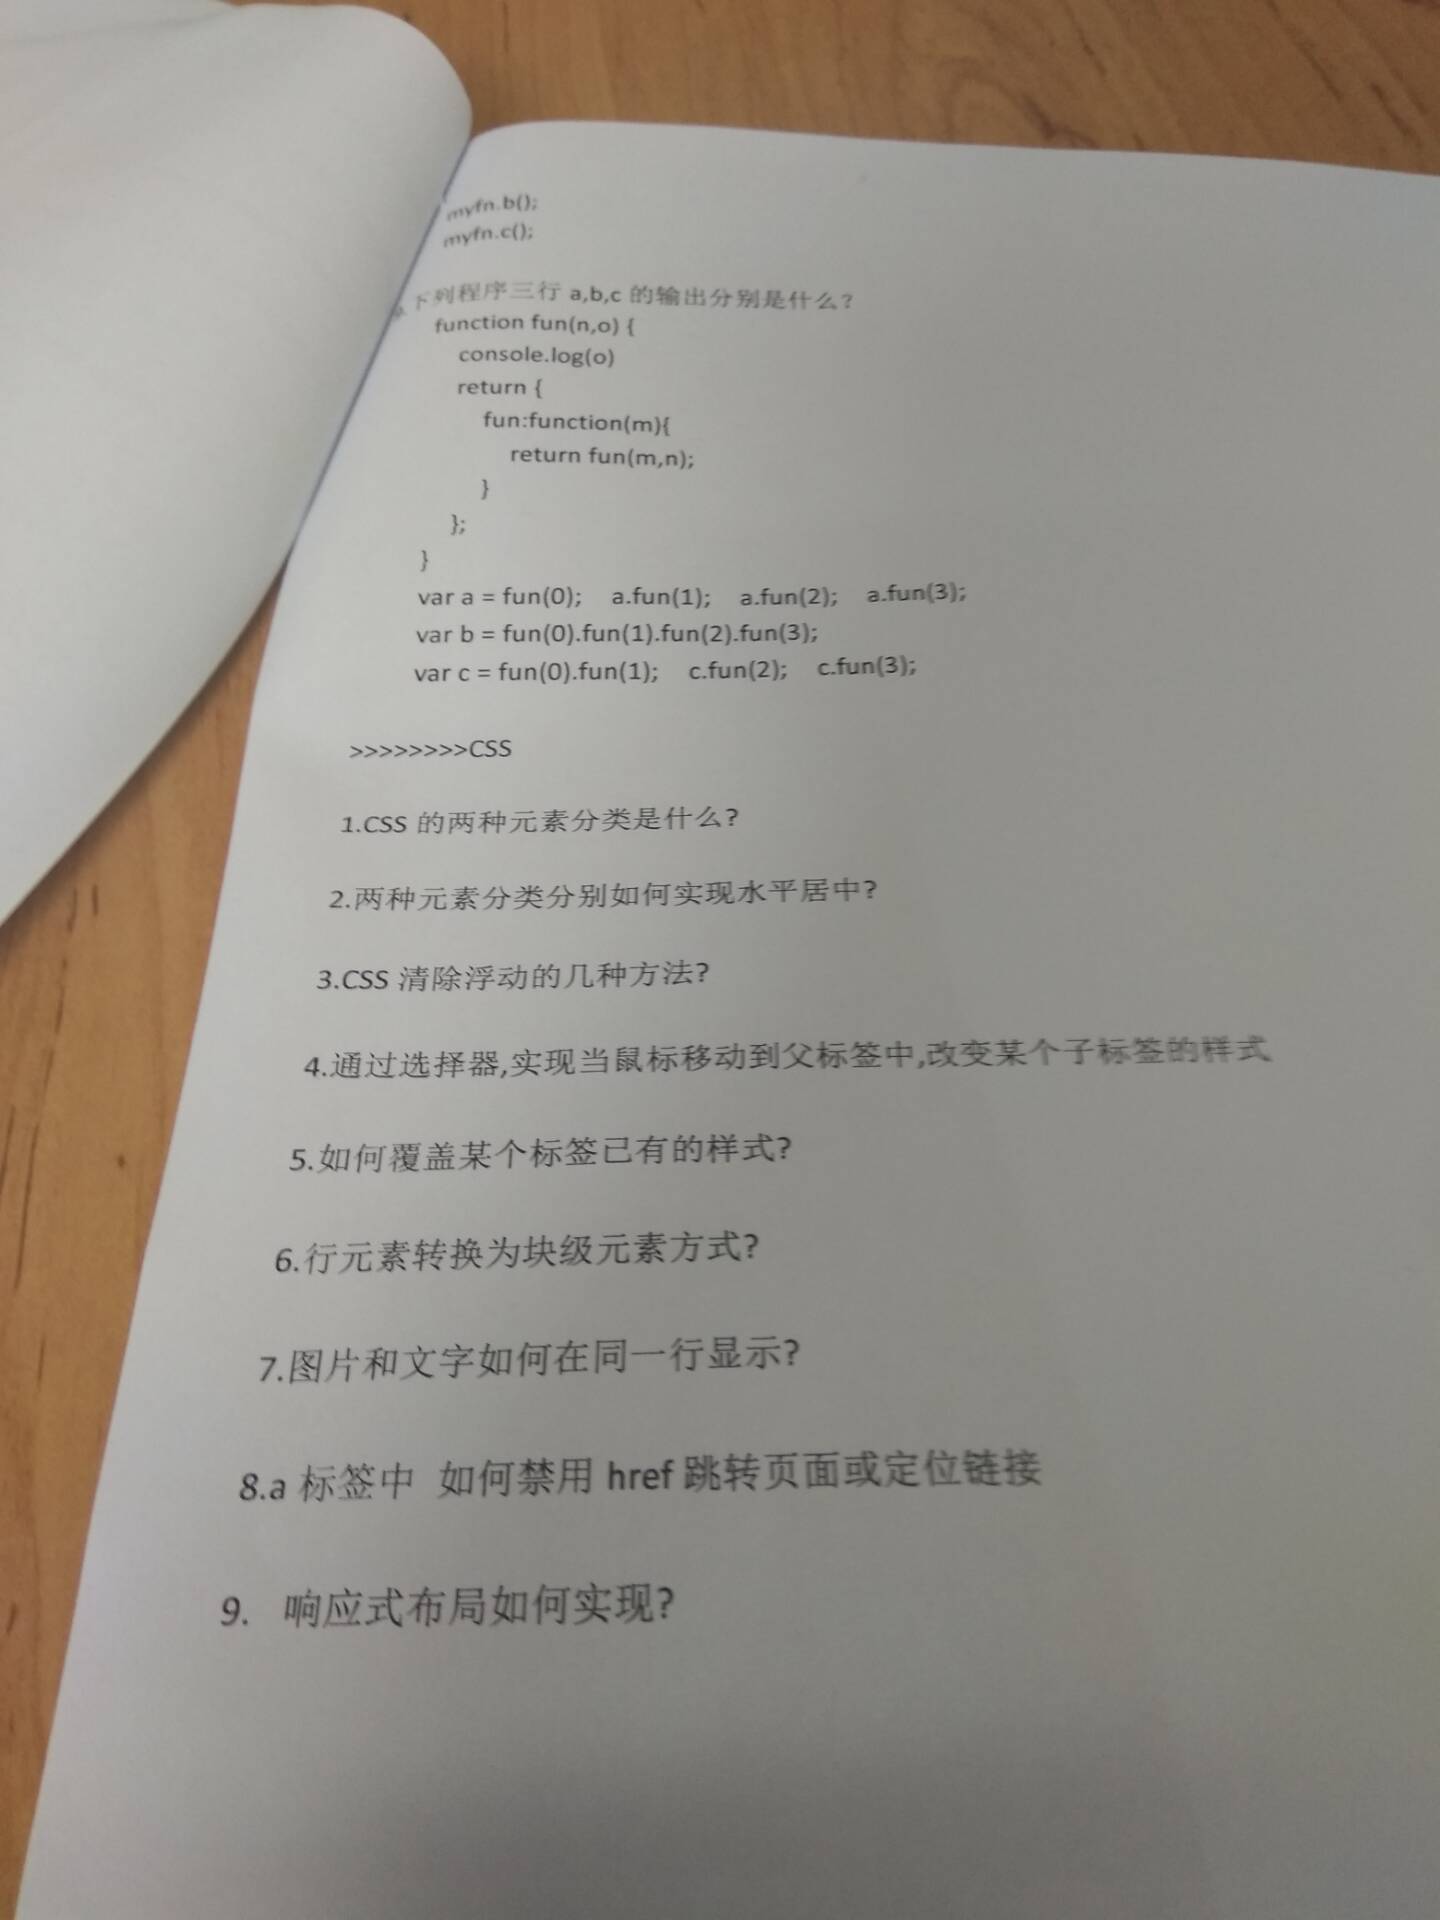 myfn.b();
myfn.c();
下列程序三行 a,b,c 的输出分别是什么?
function fun(n,o) {
console.log(o)
return {
fun:function(m){
return fun(m,n);
}
};
}
var a = fun(0); a.fun(1); a.fun(2); a.fun(3);
var b = fun(0).fun(1).fun(2).fun(3);
var c = fun(0).fun(1); c.fun(2); c.fun(3);
>>>>>>>>CSS
1.CSS 的两种元素分类是什么?
2.两种元素分类分别如何实现水平居中?
3.CSS 清除浮动的几种方法?
4.通过选择器,实现当鼠标移动到父标签中,改变某个子标签的样式
5.如何覆盖某个标签已有的样式?
6.行元素转换为块级元素方式?
7.图片和文字如何在同一行显示?
8.a 标签中 如何禁用 href 跳转页面或定位链接
9. 响应式布局如何实现?